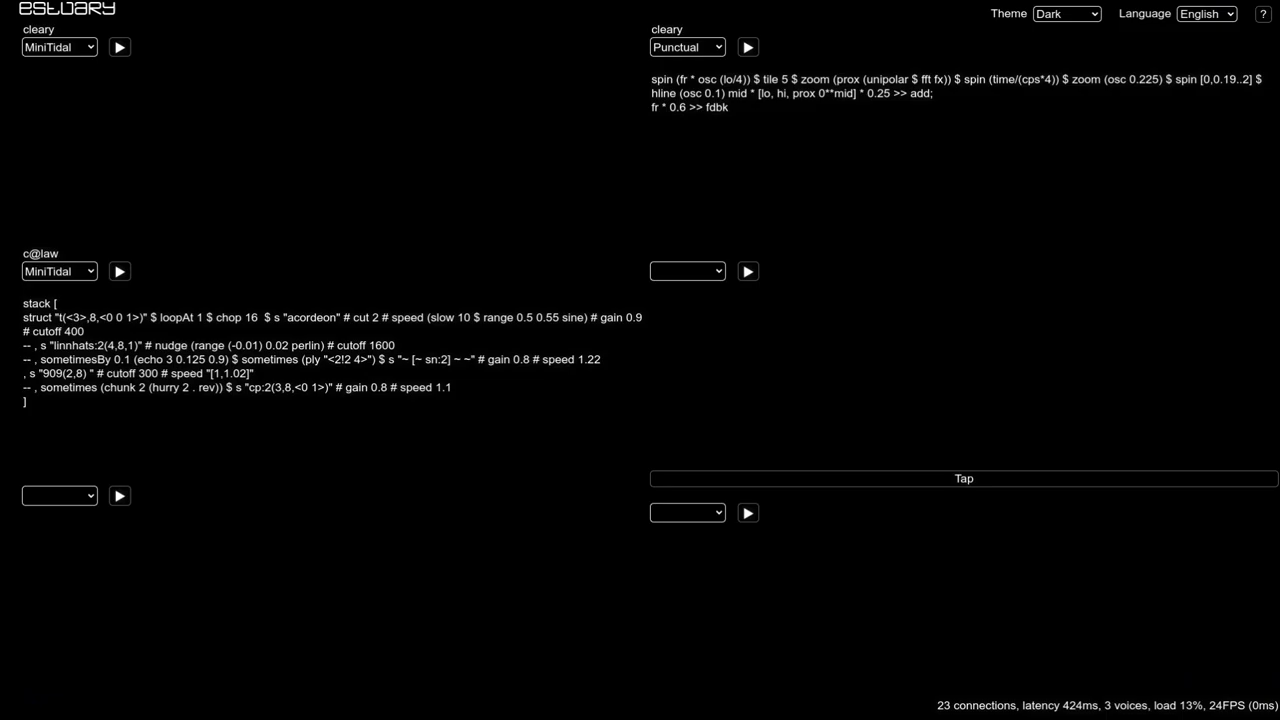 estuary
Theme Dark Language English ?
cleary
MiniTidal
cleary
Punctual
spin (fr * osc (lo/4)) $ tile 5 $ zoom (prox (unipolar $ fft fx)) $ spin (time/(cps*4)) $ zoom (osc 0.225) $ spin [0,0.19..2] $
hline (osc 0.1) mid * [lo, hi, prox 0**mid] * 0.25 >> add;
fr * 0.6 >> fdbk
c@law
MiniTidal
stack [
struct "t(<3>,8,<0 0 1>)" $ loopAt 1 $ chop 16  $ s "acordeon" # cut 2 # speed (slow 10 $ range 0.5 0.55 sine) # gain 0.9
# cutoff 400
-- , s "linnhats:2(4,8,1)" # nudge (range (-0.01) 0.02 perlin) # cutoff 1600
-- , sometimesBy 0.1 (echo 3 0.125 0.9) $ sometimes (ply "<2!2 4>") $ s "~ [~ sn:2] ~ ~" # gain 0.8 # speed 1.22
, s "909(2,8) " # cutoff 300 # speed "[1,1.02]"
-- , sometimes (chunk 2 (hurry 2 . rev)) $ s "cp:2(3,8,<0 1>)" # gain 0.8 # speed 1.1
]
Tap
23 connections, latency 424ms, 3 voices, load 13%, 24FPS (0ms)